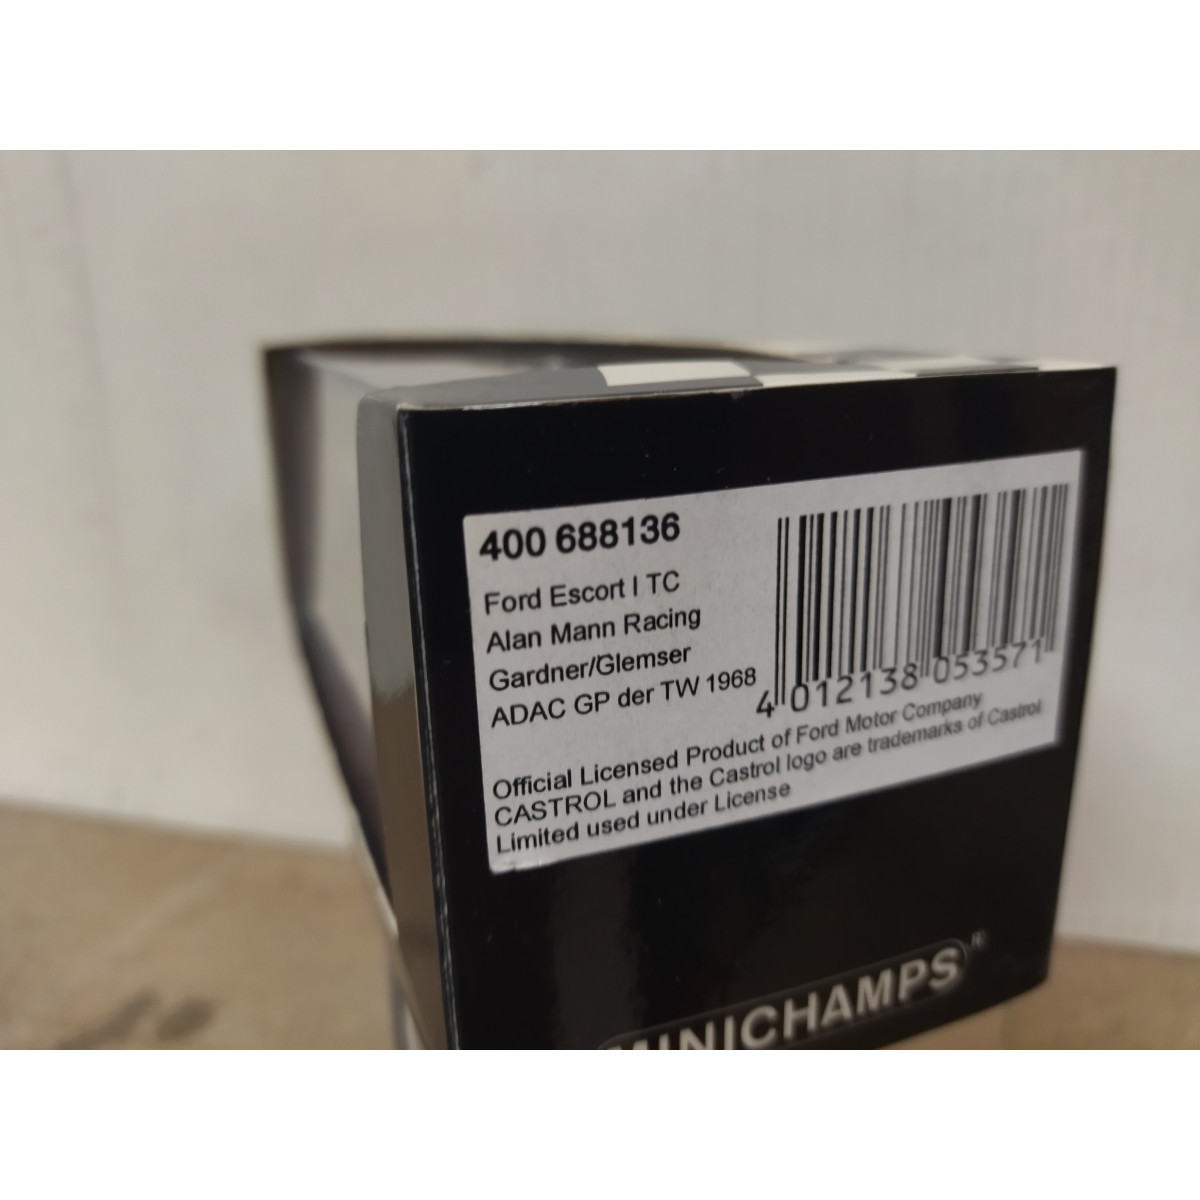 400 688136
Ford Escort I TC
Alan Mann Racing
Gardner/Glemser
ADAC GP der TW 1968
4 012138 053571
Official Licensed Product of Ford Motor Company
CASTROL and the Castrol logo are trademarks of Castrol
Limited used under License
MINICHAMPS®